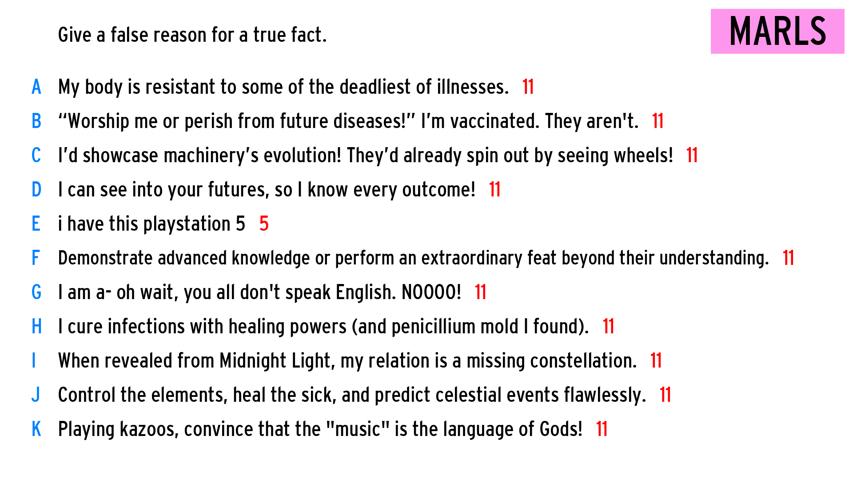 Give a false reason for a true fact.
MARLS
A My body is resistant to some of the deadliest of illnesses. 11
B “Worship me or perish from future diseases!” I’m vaccinated. They aren't. 11
C I’d showcase machinery’s evolution! They’d already spin out by seeing wheels! 11
D I can see into your futures, so I know every outcome! 11
E i have this playstation 5 5
F Demonstrate advanced knowledge or perform an extraordinary feat beyond their understanding. 11
G I am a- oh wait, you all don't speak English. NOOOO! 11
H I cure infections with healing powers (and penicillium mold I found). 11
I When revealed from Midnight Light, my relation is a missing constellation. 11
J Control the elements, heal the sick, and predict celestial events flawlessly. 11
K Playing kazoos, convince that the "music" is the language of Gods! 11